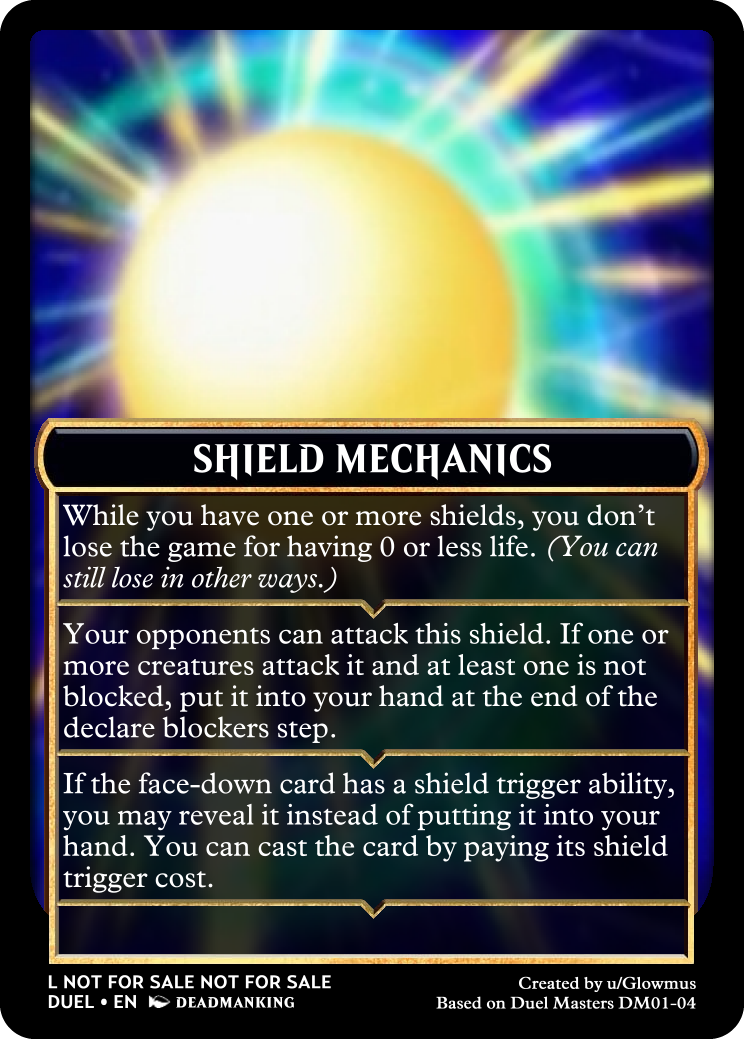 SHIELD MECHANICS
While you have one or more shields, you don't
lose the game for having 0 or less life. (You can
still lose in other ways.)
Your opponents can attack this shield. If one or
more creatures attack it and at least one is not
blocked, put it into your hand at the end of the
declare blockers step.
If the face-down card has a shield trigger ability,
you may reveal it instead of putting it into your
hand. You can cast the card by paying its shield
trigger cost.
L NOT FOR SALE NOT FOR SALE
DUEL • EN DEADMANKING
Created by u/Glowmus
Based on Duel Masters DM01-04